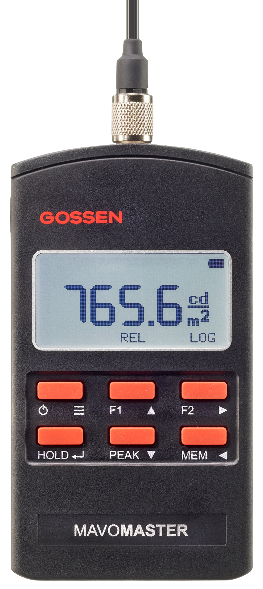 GOSSEN
765.6 cd/m²
REL LOG
F1 F2
HOLD PEAK MEM
MAVOMASTER